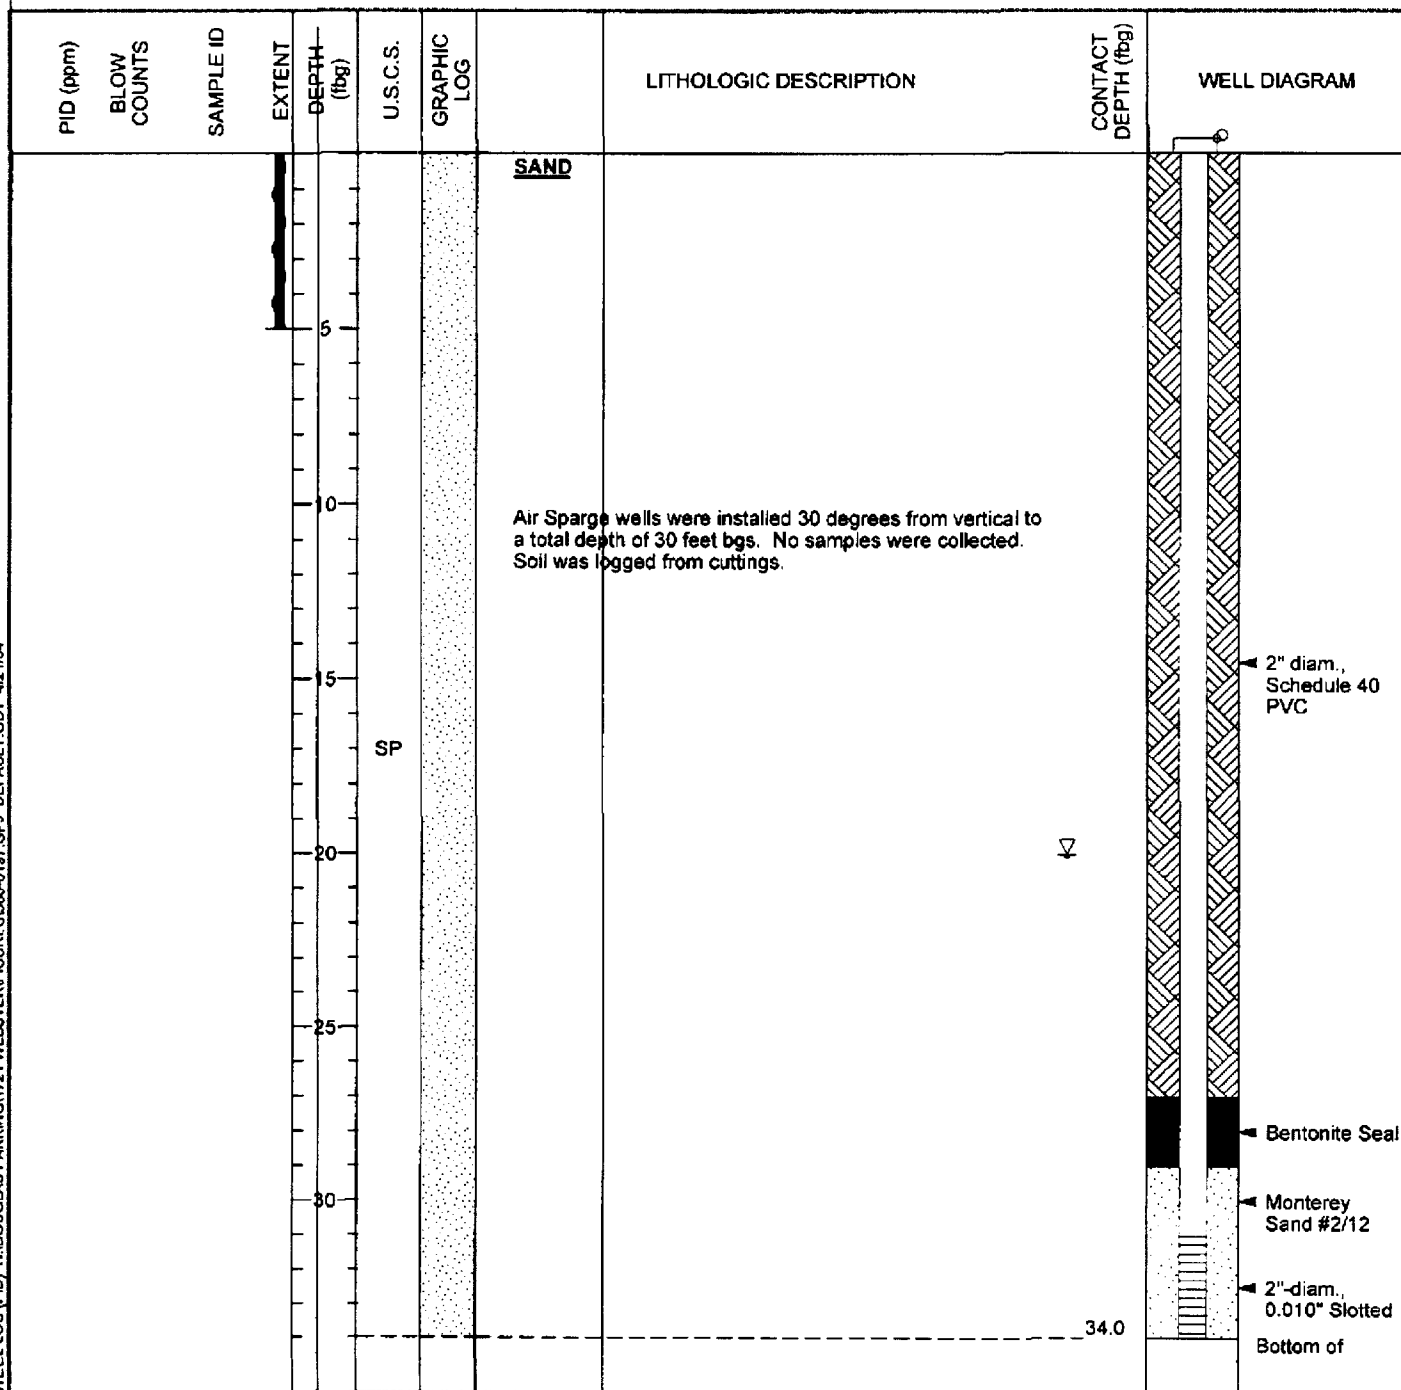 PID (ppm)
BLOW
COUNTS
SAMPLE ID
EXTENT
DEPTH
(fbg)
U.S.C.S.
GRAPHIC
LOG
LITHOLOGIC DESCRIPTION
CONTACT
DEPTH (fbg)
WELL DIAGRAM
SAND
5
10
Air Sparge wells were installed 30 degrees from vertical to
a total depth of 30 feet bgs. No samples were collected.
Soil was logged from cuttings.
15
2" diam.,
Schedule 40
PVC
SP
20
25
Bentonite Seal
30
Monterey
Sand #2/12
2"-diam.,
0.010" Slotted
34.0
Bottom of